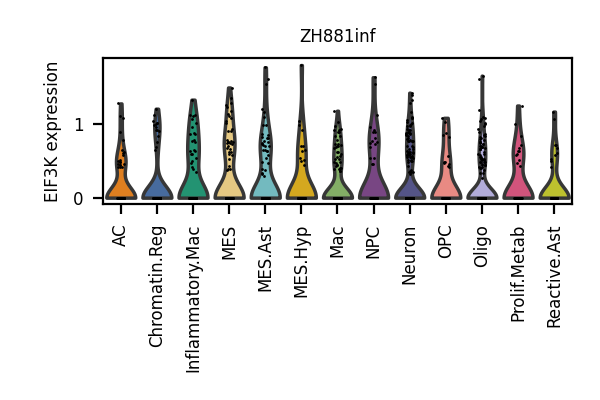 ZH881inf
EIF3K expression
1
0
AC
Chromatin.Reg
Inflammatory.Mac
MES
MES.Ast
MES.Hyp
Mac
NPC
Neuron
OPC
Oligo
Prolif.Metab
Reactive.Ast